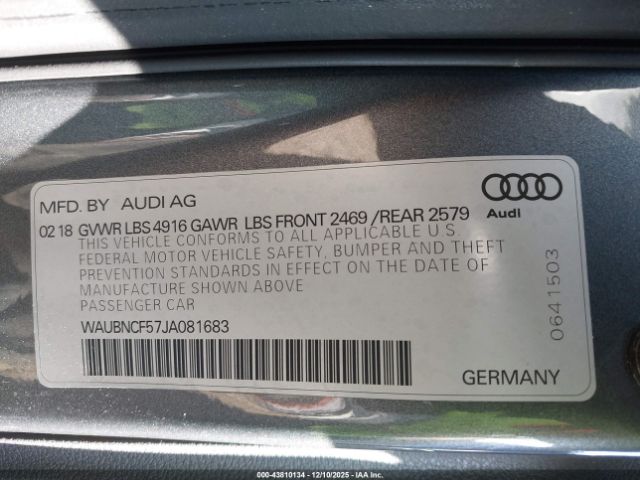 MFD. BY AUDI AG
02 18 GVWR LBS 4916 GAWR LBS FRONT 2469 /REAR 2579
THIS VEHICLE CONFORMS TO ALL APPLICABLE U S
FEDERAL MOTOR VEHICLE SAFETY, BUMPER AND THEFT
PREVENTION STANDARDS IN EFFECT ON THE DATE OF
MANUFACTURE SHOWN ABOVE
PASSENGER CAR
WAUBNCF57JA081683
Audi
0641503
GERMANY
000-43810134 - 12/10/2025 - IAAI.COM